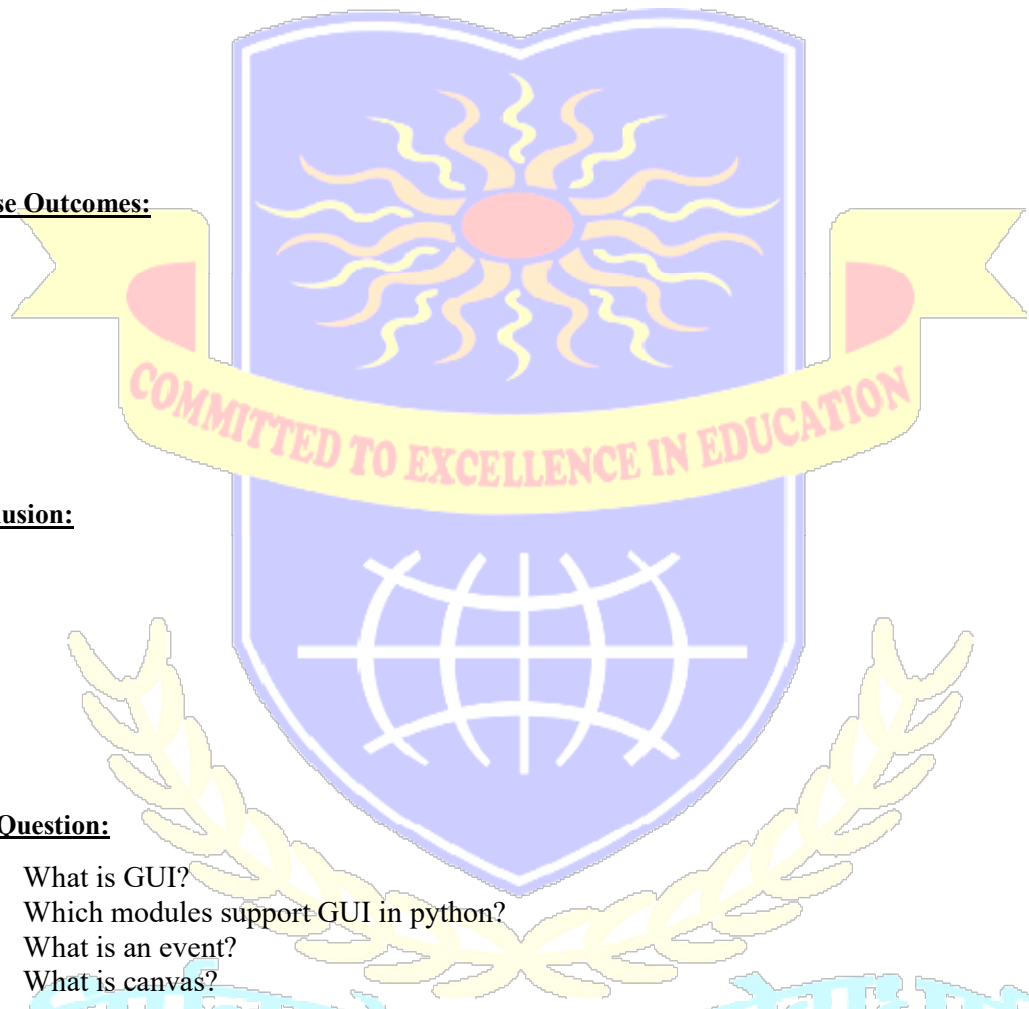 se Outcomes:
COMMITTED TO EXCELLENCE IN EDUCATION
lusion:
Question:
What is GUI?
Which modules support GUI in python?
What is an event?
What is canvas?